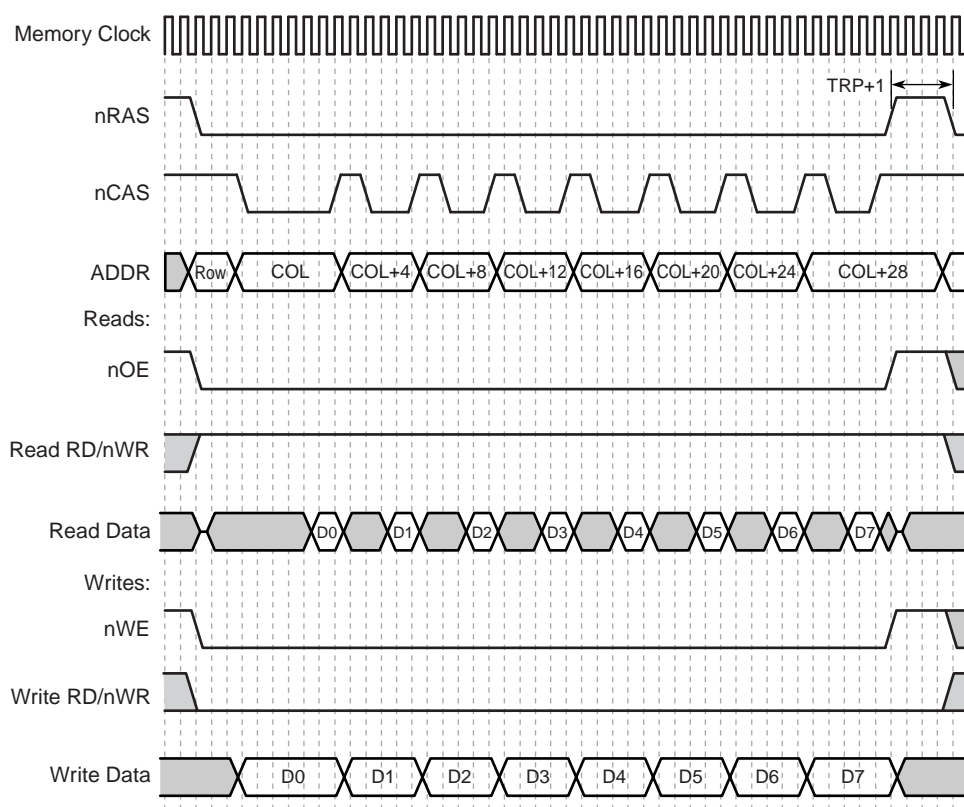 Memory Clock
TRP+1
nRAS
nCAS
ADDR Row COL COL+4 COL+8 COL+12 COL+16 COL+20 COL+24 COL+28
Reads:
nOE
Read RD/nWR
Read Data D0 D1 D2 D3 D4 D5 D6 D7
Writes:
nWE
Write RD/nWR
Write Data D0 D1 D2 D3 D4 D5 D6 D7